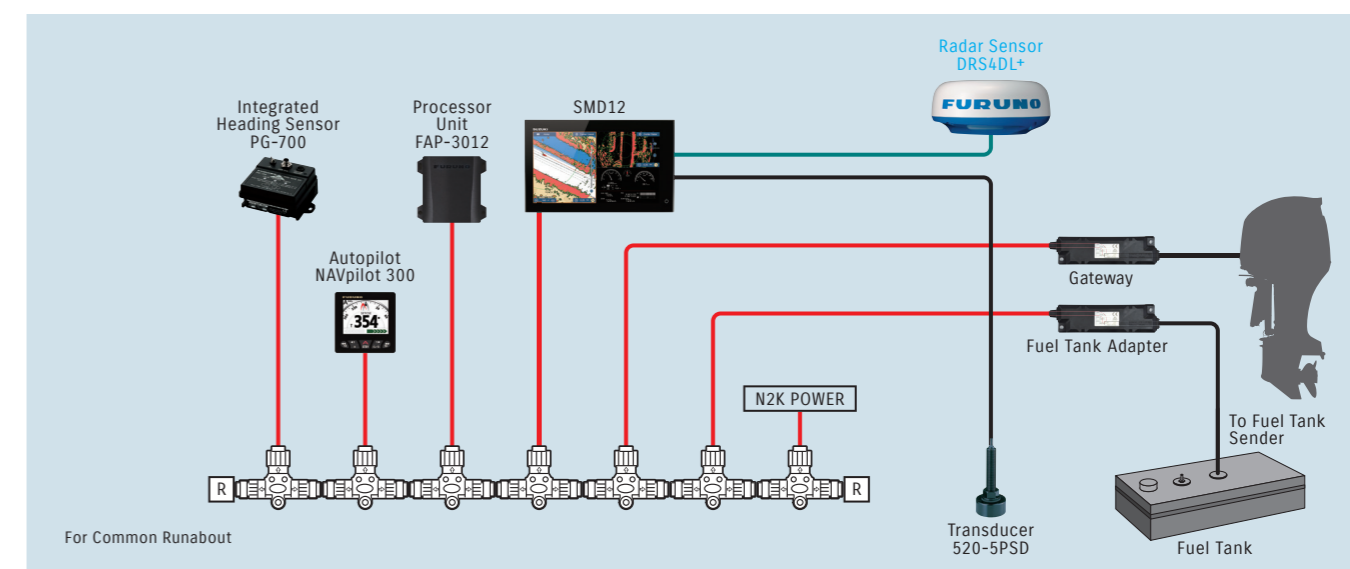 Radar Sensor
DRS4DL+
FURUNO
Integrated
Heading Sensor
PG-700
Processor
Unit
FAP-3012
SMD12
Autopilot
NAVpilot 300
354
Gateway
Fuel Tank Adapter
N2K POWER
To Fuel Tank
Sender
R
R
Transducer
520-5PSD
Fuel Tank
For Common Runabout